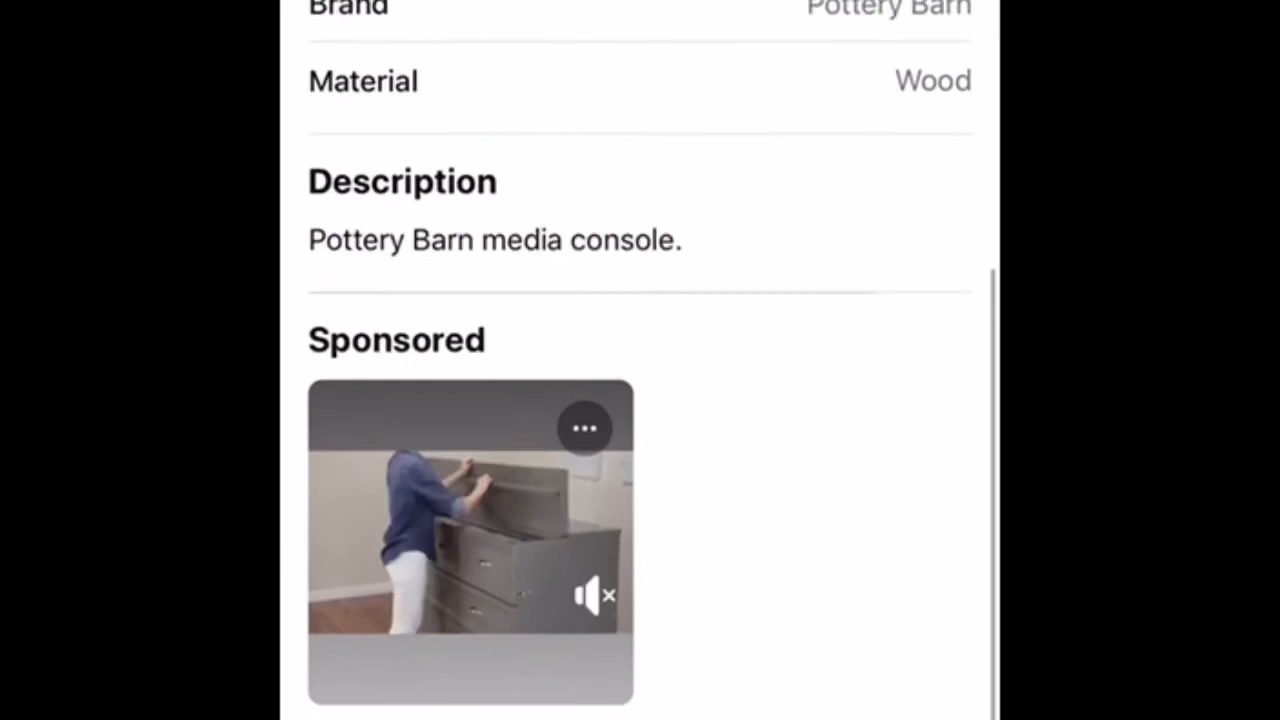 Brand Pottery Barn
Material Wood
Description
Pottery Barn media console.
Sponsored